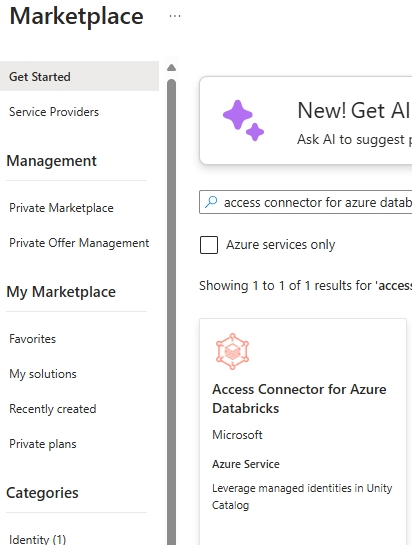 Marketplace ...
Get Started
Service Providers
Management
Private Marketplace
Private Offer Management
My Marketplace
Favorites
My solutions
Recently created
Private plans
Categories
Identity (1)
New! Get AI
Ask AI to suggest
access connector for azure datab
Azure services only
Showing 1 to 1 of 1 results for 'access
Access Connector for Azure
Databricks
Microsoft
Azure Service
Leverage managed identities in Unity
Catalog